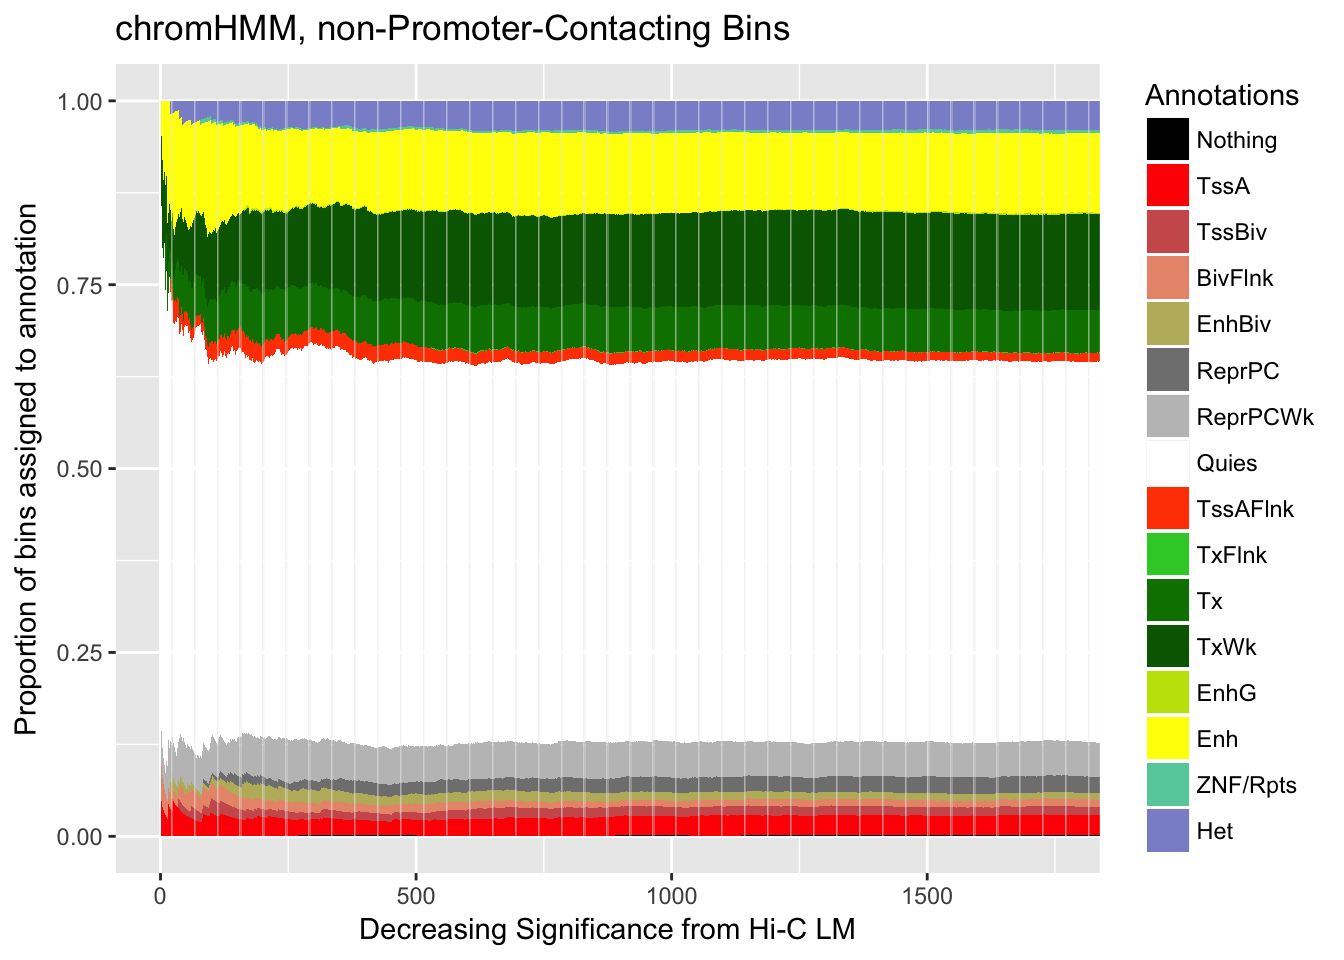 chromHMM, non-Promoter-Contacting Bins
Proportion of bins assigned to annotation
1.00
0.75
0.50
0.25
0.00
0
500
1000
1500
Decreasing Significance from Hi-C LM
Annotations
Nothing
TssA
TssBiv
BivFlnk
EnhBiv
ReprPC
ReprPCWk
Quies
TssAFlnk
TxFlnk
Tx
TxWk
EnhG
Enh
ZNF/Rpts
Het